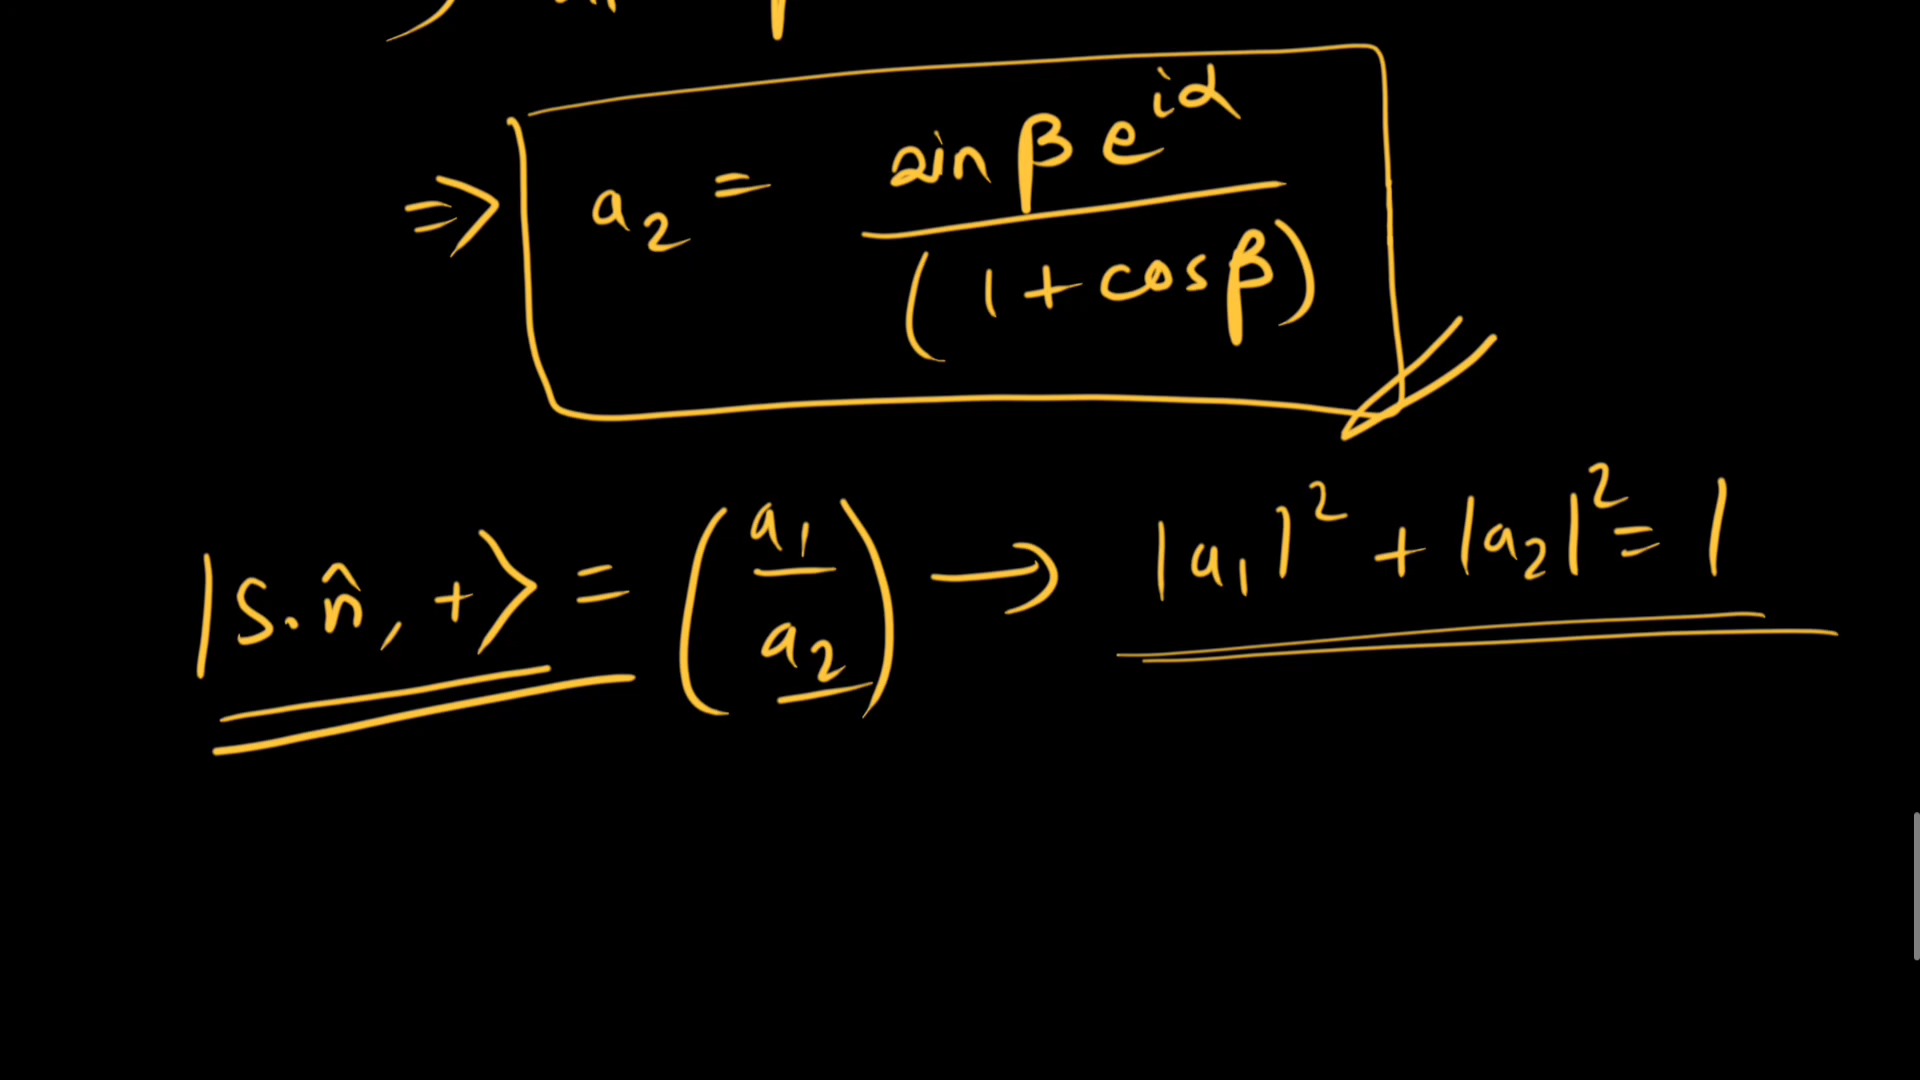 ⇒ a₂ = sin β e^{iα} / (1 + cos β)
|S·n̂, +⟩ = (a₁ a₂) → |a₁|² + |a₂|² = 1